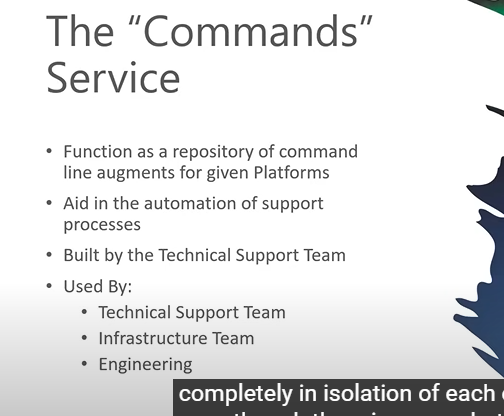 The “Commands”
Service
• Function as a repository of command
line augments for given Platforms
• Aid in the automation of support
processes
• Built by the Technical Support Team
• Used By:
• Technical Support Team
• Infrastructure Team
• Engineering
completely in isolation of each